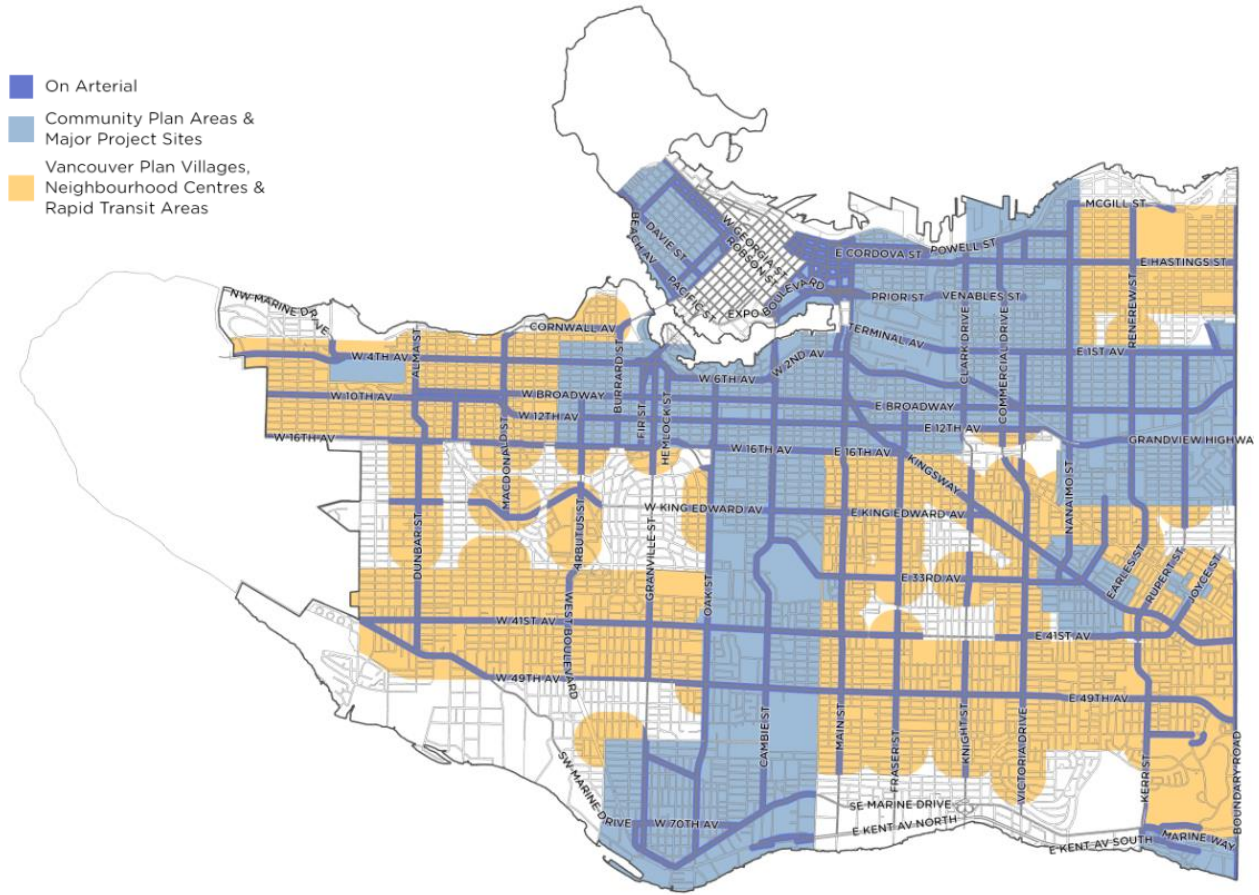 On Arterial
Community Plan Areas &
Major Project Sites
Vancouver Plan Villages,
Neighbourhood Centres &
Rapid Transit Areas
MCGILL ST
W GEORGIA ST
ROBSON ST
DAVIE ST
BEACH AV
PACIFIC ST
EXPO BOULEVARD
E CORDOVA ST
POWELL ST
E HASTINGS ST
PRIOR ST
VENABLES ST
RENFREW ST
NW MARINE DRIVE
CORNWALL AV
TERMINAL AV
CLARK DRIVE
COMMERCIAL DRIVE
E 1ST AV
W 4TH AV
ALMA ST
BURRARD ST
W 2ND AV
W 6TH AV
W 10TH AV
W BROADWAY
E BROADWAY
W 12TH AV
E 12TH AV
FIR ST
HEMLOCK ST
MACDONALD ST
W 16TH AV
W 16TH AV
E 16TH AV
GRANDVIEW HIGHWA
KINGSWAY
NANAIMO ST
W KING EDWARD AV
E KING EDWARD AV
DUNBAR ST
ARBUTUS ST
GRANVILLE ST
OAK ST
E 33RD AV
EARLES ST
RUPERT ST
JOYCE ST
W 41ST AV
E 41ST AV
WEST BOULEVARD
W 49TH AV
E 49TH AV
CAMBIE ST
MAIN ST
FRASER ST
KNIGHT ST
VICTORIA DRIVE
KERR ST
BOUNDARY ROAD
SW MARINE DRIVE
W 70TH AV
SE MARINE DRIVE
E KENT AV NORTH
E KENT AV SOUTH
MARINE WAY